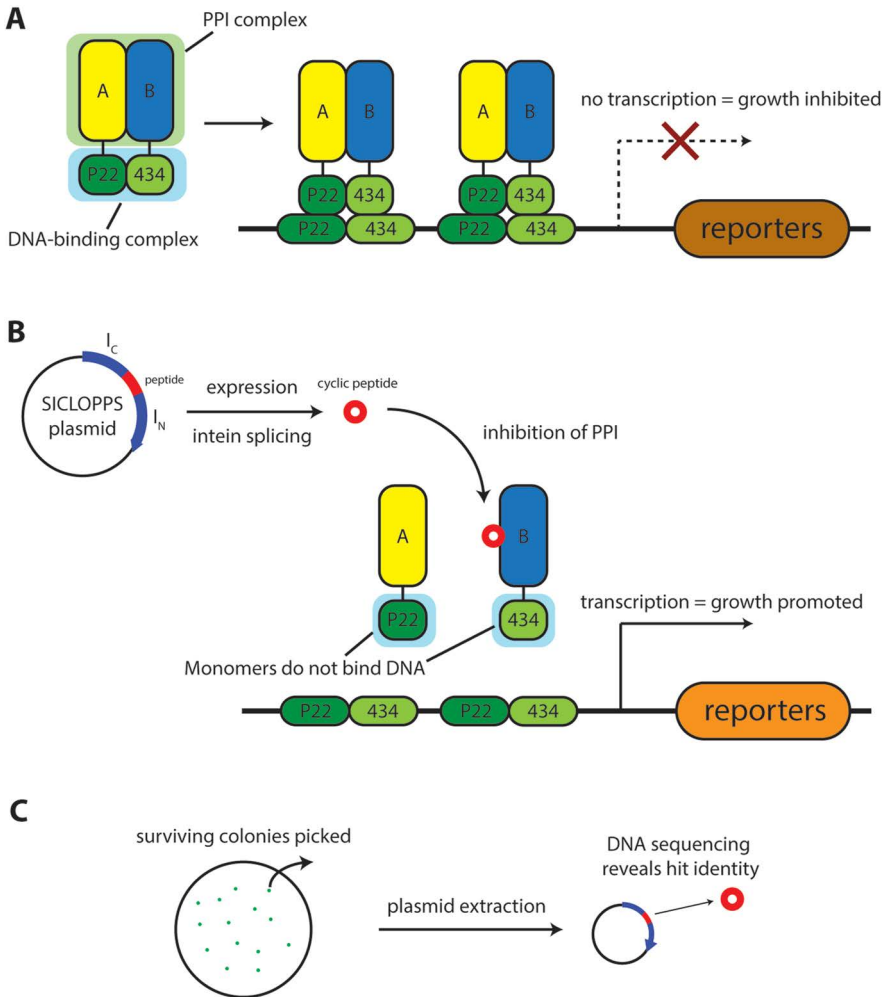 A
PPI complex
A B
P22 434
DNA-binding complex
A B
P22 434
P22 434
A B
P22 434
P22 434
no transcription = growth inhibited
reporters
B
I_C
peptide
I_N
SICLOPPS
plasmid
expression
intein splicing
cyclic peptide
inhibition of PPI
A
P22
B
434
Monomers do not bind DNA
transcription = growth promoted
P22 434 P22 434
reporters
C
surviving colonies picked
plasmid extraction
DNA sequencing
reveals hit identity